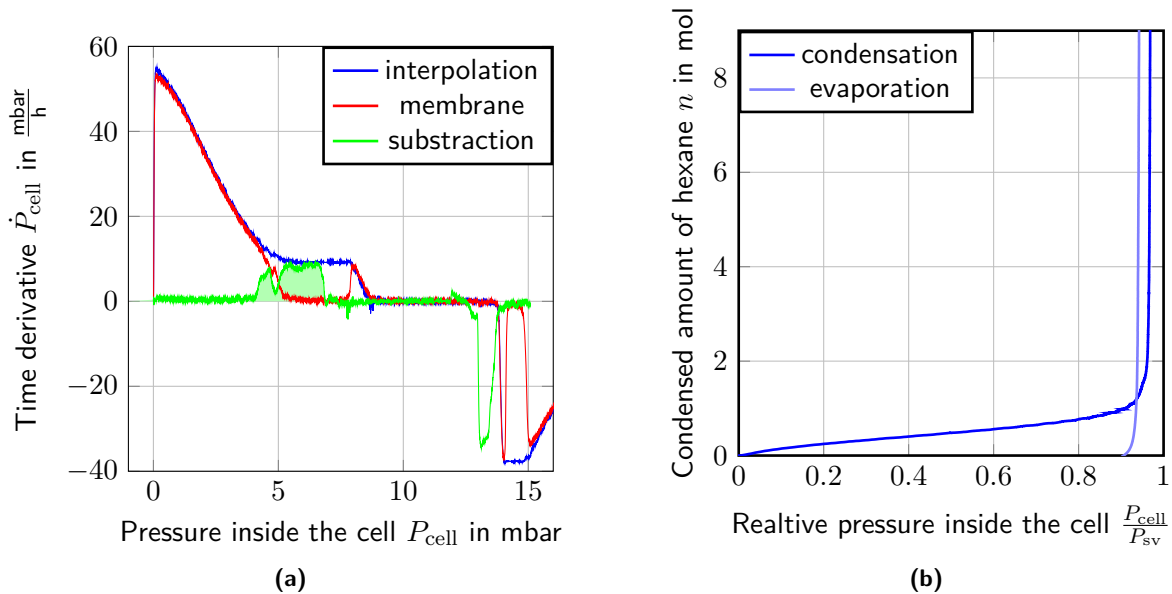 Time derivative Ṗcell in mbar/h
60
40
20
0
−20
−40
interpolation
membrane
substraction
0
5
10
15
Pressure inside the cell Pcell in mbar
(a)
Condensed amount of hexane n in mol
8
6
4
2
0
condensation
evaporation
0
0.2
0.4
0.6
0.8
1
Realtive pressure inside the cell Pcell/Psv
(b)